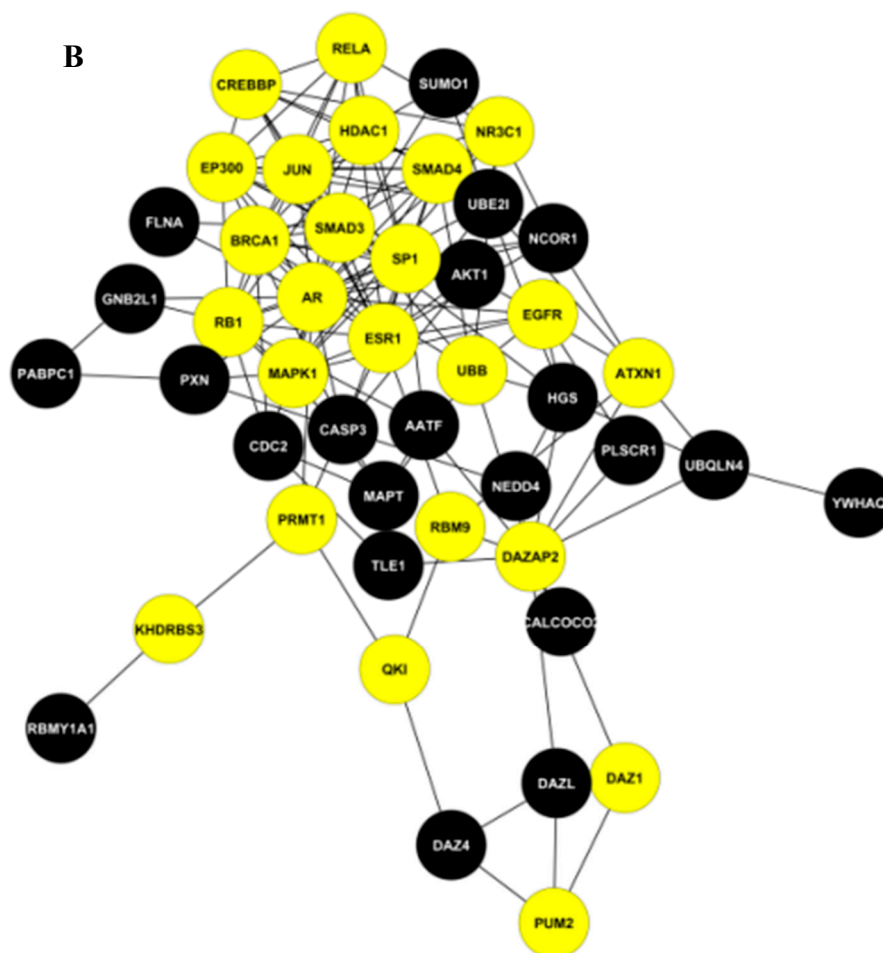 B
RELA
CREBBP
SUMO1
HDAC1
NR3C1
EP300
JUN
SMAD4
UBE2I
FLNA
BRCA1
SMAD3
NCOR1
SP1
AKT1
GNB2L1
AR
RB1
ESR1
EGFR
PABPC1
PXN
MAPK1
UBB
ATXN1
HGS
CDC2
CASP3
AATF
PLSCR1
UBQLN4
MAPT
NEDD4
YWHAQ
PRMT1
RBM9
DAZAP2
TLE1
KHDRBS3
CALCOCO2
QKI
RBMY1A1
DAZL
DAZ1
DAZ4
PUM2